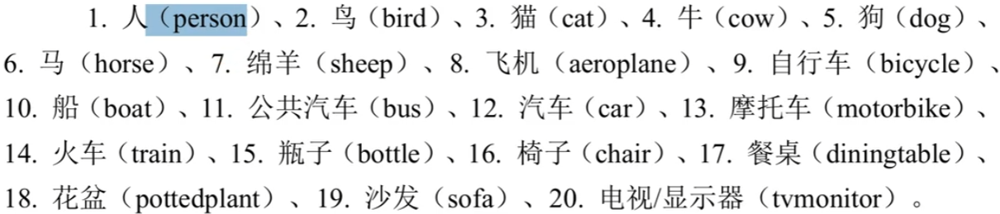 1. 人（person）、2. 鸟（bird）、3. 猫（cat）、4. 牛（cow）、5. 狗（dog）、
6. 马（horse）、7. 绵羊（sheep）、8. 飞机（aeroplane）、9. 自行车（bicycle）、
10. 船（boat）、11. 公共汽车（bus）、12. 汽车（car）、13. 摩托车（motorbike）、
14. 火车（train）、15. 瓶子（bottle）、16. 椅子（chair）、17. 餐桌（diningtable）、
18. 花盆（pottedplant）、19. 沙发（sofa）、20. 电视/显示器（tvmonitor）。